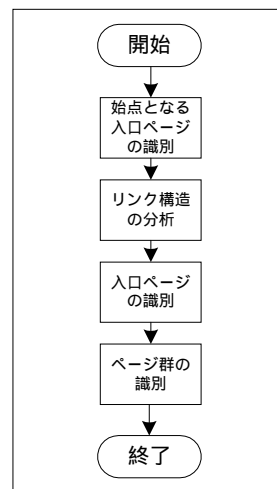 開始
始点となる
入口ページ
の識別
リンク構造
の分析
入口ページ
の識別
ページ群の
識別
終了